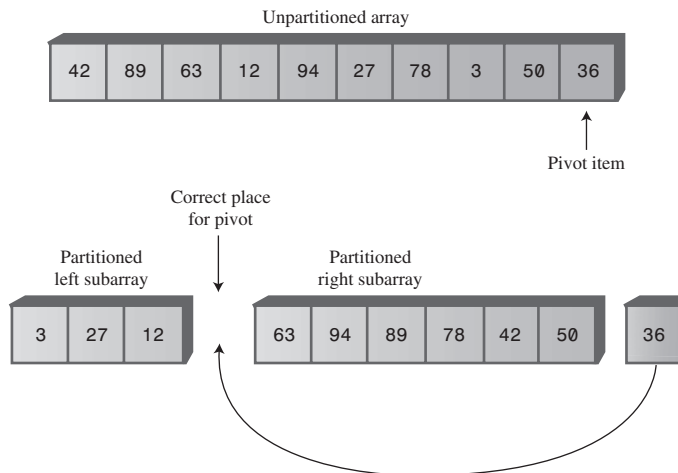 Unpartitioned array
42 89 63 12 94 27 78 3 50 36
Pivot item
Correct place
for pivot
Partitioned
left subarray
Partitioned
right subarray
3 27 12 63 94 89 78 42 50 36